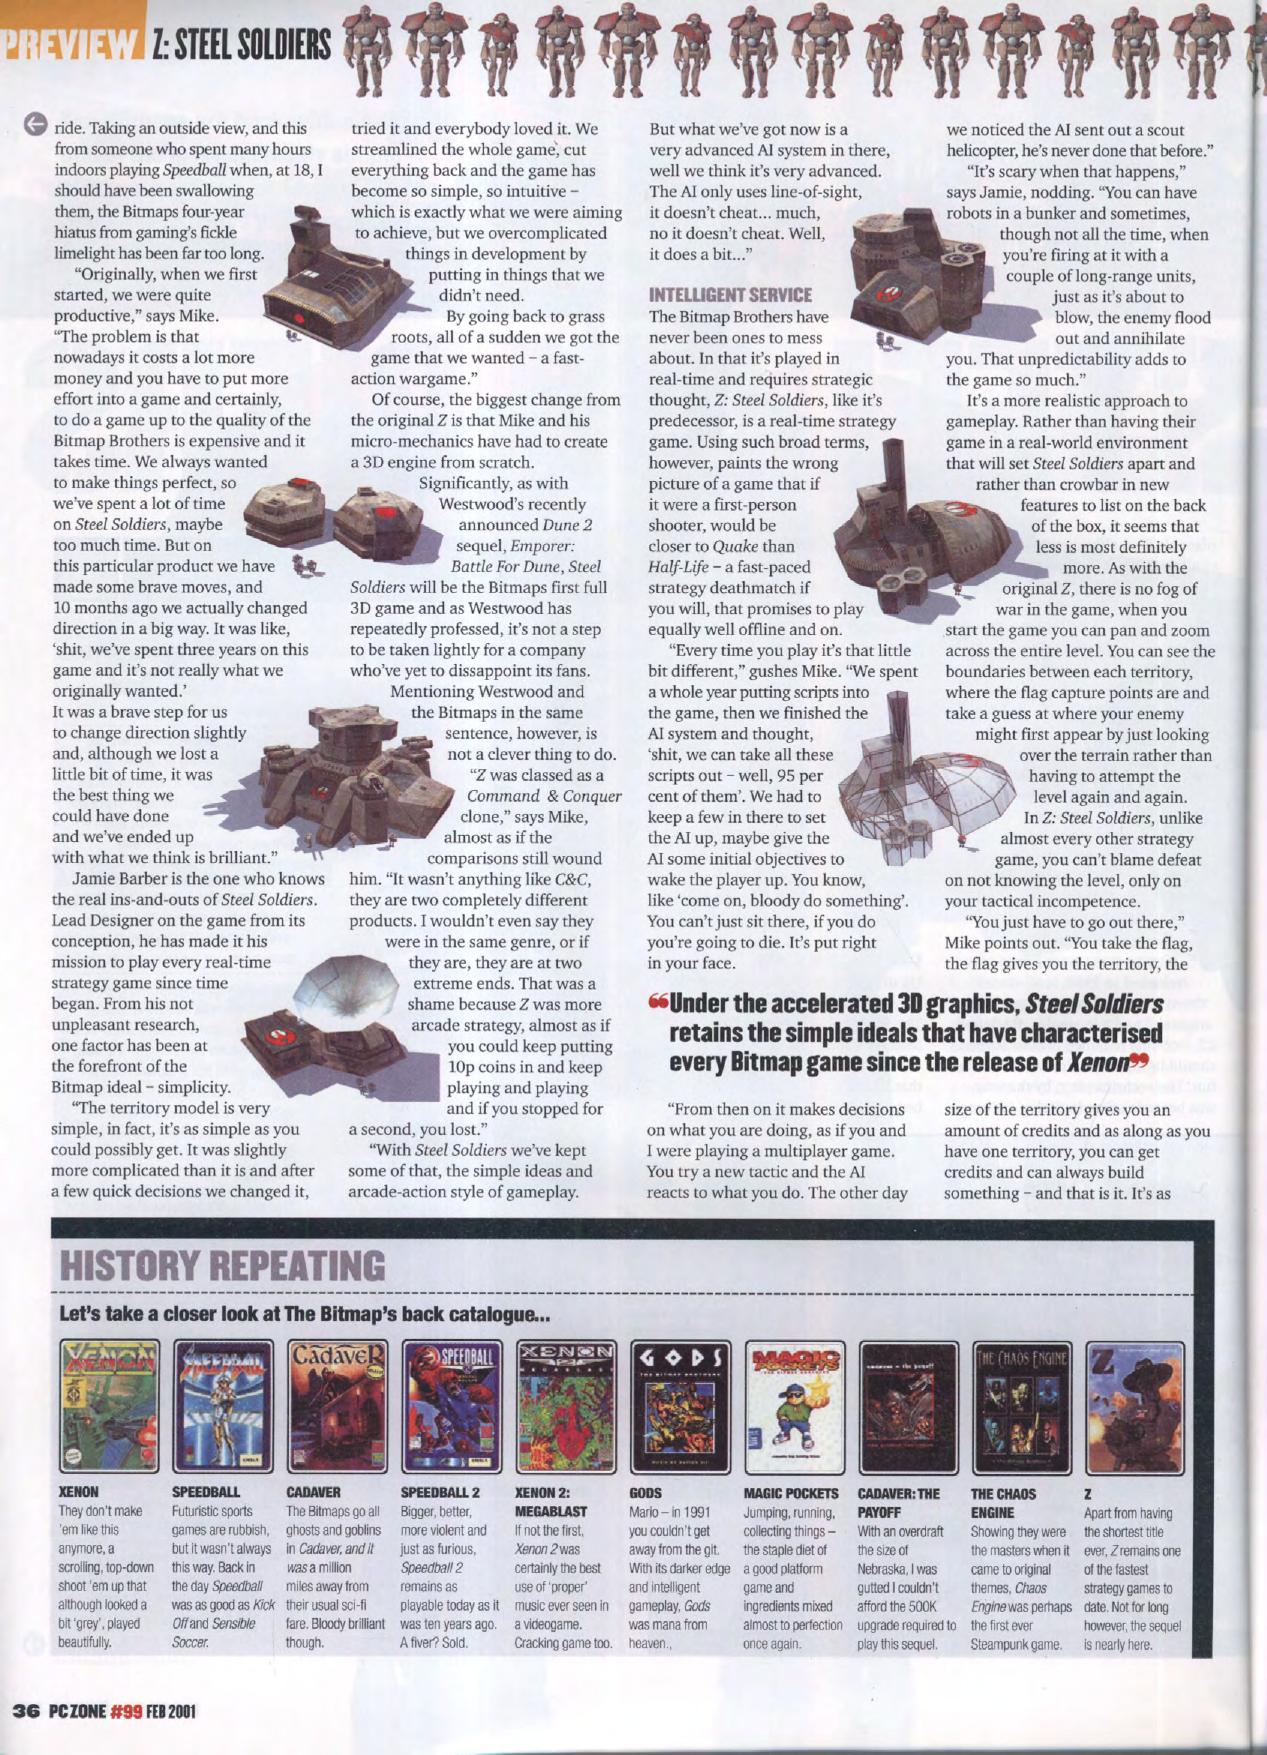 PREVIEW Z: STEEL SOLDIERS
ride. Taking an outside view, and this
from someone who spent many hours
indoors playing Speedball when, at 18, I
should have been swallowing
them, the Bitmaps four-year
hiatus from gaming's fickle
limelight has been far too long.
"Originally, when we first
started, we were quite
productive," says Mike.
"The problem is that
nowadays it costs a lot more
money and you have to put more
effort into a game and certainly,
to do a game up to the quality of the
Bitmap Brothers is expensive and it
takes time. We always wanted
to make things perfect, so
we've spent a lot of time
on Steel Soldiers, maybe
too much time. But on
this particular product we have
made some brave moves, and
10 months ago we actually changed
direction in a big way. It was like,
'shit, we've spent three years on this
game and it's not really what we
originally wanted.'
It was a brave step for us
to change direction slightly
and, although we lost a
little bit of time, it was
the best thing we
could have done
and we've ended up
with what we think is brilliant."
Jamie Barber is the one who knows
the real ins-and-outs of Steel Soldiers.
Lead Designer on the game from its
conception, he has made it his
mission to play every real-time
strategy game since time
began. From his not
unpleasant research,
one factor has been at
the forefront of the
Bitmap ideal – simplicity.
"The territory model is very
simple, in fact, it's as simple as you
could possibly get. It was slightly
more complicated than it is and after
a few quick decisions we changed it,
tried it and everybody loved it. We
streamlined the whole game, cut
everything back and the game has
become so simple, so intuitive –
which is exactly what we were aiming
to achieve, but we overcomplicated
things in development by
putting in things that we
didn't need.
By going back to grass
roots, all of a sudden we got the
game that we wanted – a fast-
action wargame."
Of course, the biggest change from
the original Z is that Mike and his
micro-mechanics have had to create
a 3D engine from scratch.
Significantly, as with
Westwood's recently
announced Dune 2
sequel, Emporer:
Battle For Dune, Steel
Soldiers will be the Bitmaps first full
3D game and as Westwood has
repeatedly professed, it's not a step
to be taken lightly for a company
who've yet to dissappoint its fans.
Mentioning Westwood and
the Bitmaps in the same
sentence, however, is
not a clever thing to do.
"Z was classed as a
Command & Conquer
clone," says Mike,
almost as if the
comparisons still wound
him. "It wasn't anything like C&C,
they are two completely different
products. I wouldn't even say they
were in the same genre, or if
they are, they are at two
extreme ends. That was a
shame because Z was more
arcade strategy, almost as if
you could keep putting
10p coins in and keep
playing and playing
and if you stopped for
a second, you lost."
"With Steel Soldiers we've kept
some of that, the simple ideas and
arcade-action style of gameplay.
But what we've got now is a
very advanced AI system in there,
well we think it's very advanced.
The AI only uses line-of-sight,
it doesn't cheat... much,
no it doesn't cheat. Well,
it does a bit..."
INTELLIGENT SERVICE
The Bitmap Brothers have
never been ones to mess
about. In that it's played in
real-time and requires strategic
thought, Z: Steel Soldiers, like it's
predecessor, is a real-time strategy
game. Using such broad terms,
however, paints the wrong
picture of a game that if
it were a first-person
shooter, would be
closer to Quake than
Half-Life – a fast-paced
strategy deathmatch if
you will, that promises to play
equally well offline and on.
"Every time you play it's that little
bit different," gushes Mike. "We spent
a whole year putting scripts into
the game, then we finished the
AI system and thought,
'shit, we can take all these
scripts out – well, 95 per
cent of them'. We had to
keep a few in there to set
the AI up, maybe give the
AI some initial objectives to
wake the player up. You know,
like 'come on, bloody do something'.
You can't just sit there, if you do
you're going to die. It's put right
in your face.
"Under the accelerated 3D graphics, Steel Soldiers
retains the simple ideals that have characterised
every Bitmap game since the release of Xenon"
"From then on it makes decisions
on what you are doing, as if you and
I were playing a multiplayer game.
You try a new tactic and the AI
reacts to what you do. The other day
we noticed the AI sent out a scout
helicopter, he's never done that before."
"It's scary when that happens,"
says Jamie, nodding. "You can have
robots in a bunker and sometimes,
though not all the time, when
you're firing at it with a
couple of long-range units,
just as it's about to
blow, the enemy flood
out and annihilate
you. That unpredictability adds to
the game so much."
It's a more realistic approach to
gameplay. Rather than having their
game in a real-world environment
that will set Steel Soldiers apart and
rather than crowbar in new
features to list on the back
of the box, it seems that
less is most definitely
more. As with the
original Z, there is no fog of
war in the game, when you
start the game you can pan and zoom
across the entire level. You can see the
boundaries between each territory,
where the flag capture points are and
take a guess at where your enemy
might first appear by just looking
over the terrain rather than
having to attempt the
level again and again.
In Z: Steel Soldiers, unlike
almost every other strategy
game, you can't blame defeat
on not knowing the level, only on
your tactical incompetence.
"You just have to go out there,"
Mike points out. "You take the flag,
the flag gives you the territory, the
size of the territory gives you an
amount of credits and as along as you
have one territory, you can get
credits and can always build
something – and that is it. It's as
HISTORY REPEATING
Let's take a closer look at The Bitmap's back catalogue...
XENON
SPEEDBALL
CADAVER
SPEEDBALL
XENON
2
GODS
THE BITMAP BROTHERS
MAGIC
POCKETS
THE CHAOS ENGINE
Z
XENON
They don't make
'em like this
anymore, a
scrolling, top-down
shoot 'em up that
although looked a
bit 'grey', played
beautifully.
SPEEDBALL
Futuristic sports
games are rubbish,
but it wasn't always
this way. Back in
the day Speedball
was as good as Kick
Off and Sensible
Soccer.
CADAVER
The Bitmaps go all
ghosts and goblins
in Cadaver, and it
was a million
miles away from
their usual sci-fi
fare. Bloody brilliant
though.
SPEEDBALL 2
Bigger, better,
more violent and
just as furious,
Speedball 2
remains as
playable today as it
was ten years ago.
A fiver? Sold.
XENON 2:
MEGABLAST
If not the first,
Xenon 2 was
certainly the best
use of 'proper'
music ever seen in
a videogame.
Cracking game too.
GODS
Mario – in 1991
you couldn't get
away from the git.
With its darker edge
and intelligent
gameplay, Gods
was mana from
heaven.,
MAGIC POCKETS
Jumping, running,
collecting things –
the staple diet of
a good platform
game and
ingredients mixed
almost to perfection
once again.
CADAVER: THE
PAYOFF
With an overdraft
the size of
Nebraska, I was
gutted I couldn't
afford the 500K
upgrade required to
play this sequel.
THE CHAOS
ENGINE
Showing they were
the masters when it
came to original
themes, Chaos
Engine was perhaps
the first ever
Steampunk game.
Z
Apart from having
the shortest title
ever, Z remains one
of the fastest
strategy games to
date. Not for long
however, the sequel
is nearly here.
36 PCZONE #99 FEB 2001